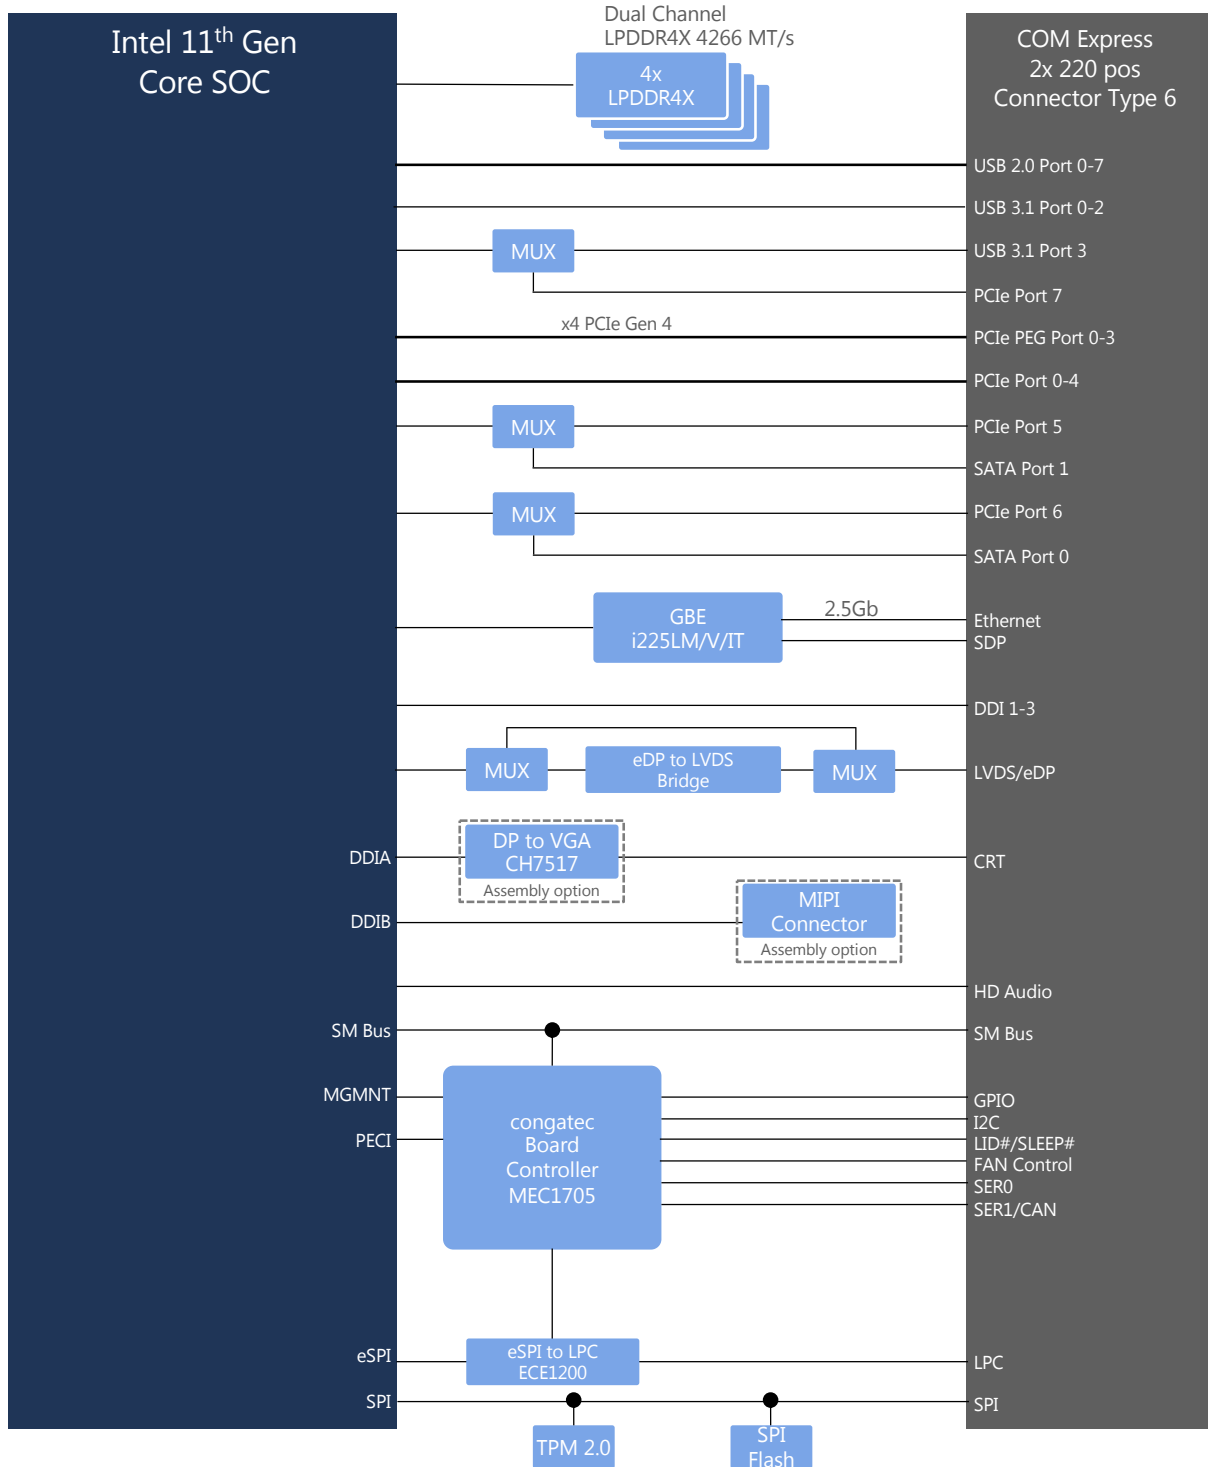 Intel 11th Gen
Core SOC
Dual Channel
LPDDR4X 4266 MT/s
4x
LPDDR4X
COM Express
2x 220 pos
Connector Type 6
USB 2.0 Port 0-7
USB 3.1 Port 0-2
MUX
USB 3.1 Port 3
PCIe Port 7
x4 PCIe Gen 4
PCIe PEG Port 0-3
PCIe Port 0-4
MUX
PCIe Port 5
SATA Port 1
MUX
PCIe Port 6
SATA Port 0
GBE
i225LM/V/IT
2.5Gb
Ethernet
SDP
DDI 1-3
MUX
eDP to LVDS
Bridge
MUX
LVDS/eDP
DDIA
DP to VGA
CH7517
Assembly option
CRT
DDIB
MIPI
Connector
Assembly option
HD Audio
SM Bus
SM Bus
MGMNT
PECI
congatec
Board
Controller
MEC1705
GPIO
I2C
LID#/SLEEP#
FAN Control
SER0
SER1/CAN
eSPI
eSPI to LPC
ECE1200
LPC
SPI
SPI
TPM 2.0
SPI
Flash